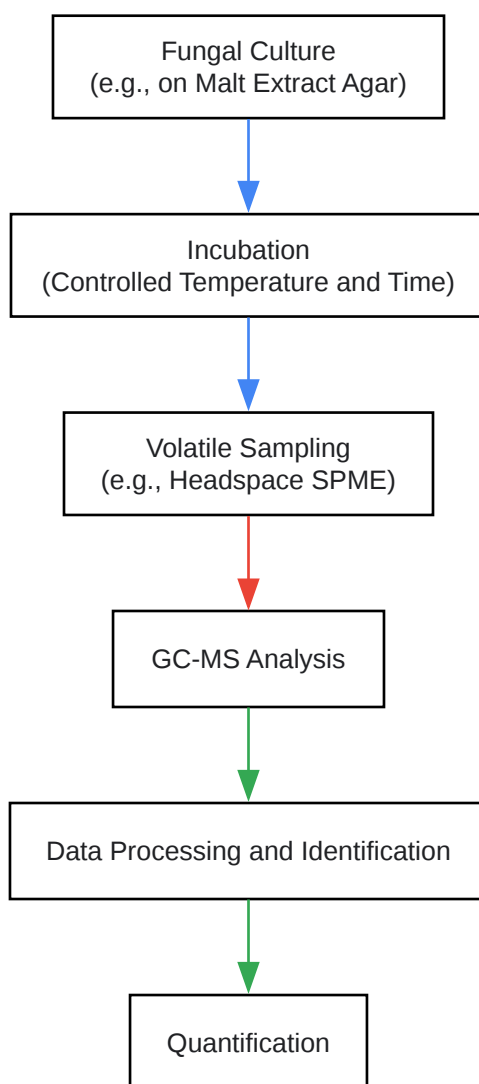 Fungal Culture
(e.g., on Malt Extract Agar)
Incubation
(Controlled Temperature and Time)
Volatile Sampling
(e.g., Headspace SPME)
GC-MS Analysis
Data Processing and Identification
Quantification